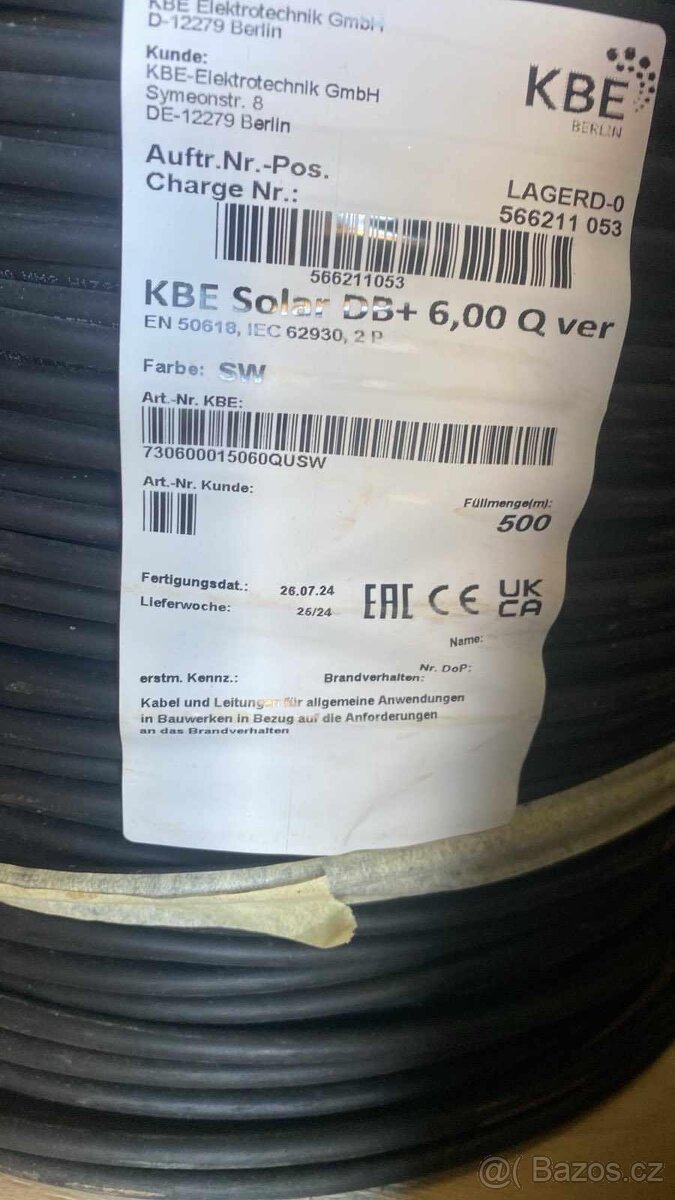 KBE Elektrotechnik GmbH
D-12279 Berlin
Kunde:
KBE-Elektrotechnik GmbH
Symeonstr. 8
DE-12279 Berlin
KBE
BERLIN
Auftr.Nr.-Pos.
LAGERD-0
Charge Nr.:
566211 053
566211053
KBE Solar DB+ 6,00 Q ver
EN 50618, IEC 62930, 2 P
Farbe: SW
Art.-Nr. KBE:
730600015060QUSW
Art.-Nr. Kunde:
Füllmenge(m):
500
Fertigungsdat.: 26.07.24
Lieferwoche: 25/24
EAC CE UK CA
Name:
Nr. DoP:
erstm. Kennz.: Brandverhalten:
Kabel und Leitungen für allgemeine Anwendungen
in Bauwerken in Bezug auf die Anforderungen
an das Brandverhalten
@( Bazos.cz